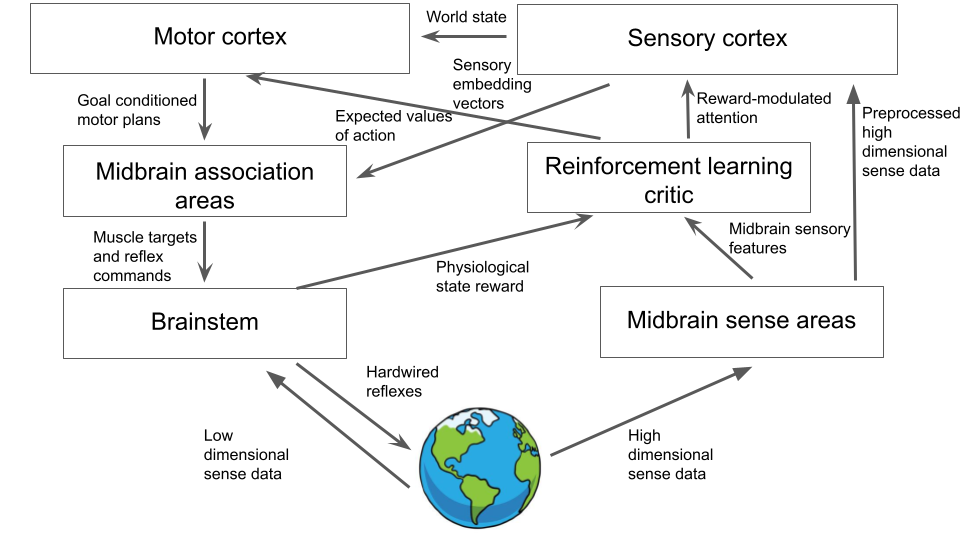 Motor cortex
World state
Sensory cortex
Sensory
embedding
vectors
Goal conditioned
motor plans
Expected values
of action
Reward-modulated
attention
Preprocessed
high
dimensional
sense data
Midbrain association
areas
Reinforcement learning
critic
Muscle targets
and reflex
commands
Physiological
state reward
Midbrain sensory
features
Brainstem
Midbrain sense areas
Hardwired
reflexes
Low
dimensional
sense data
High
dimensional
sense data